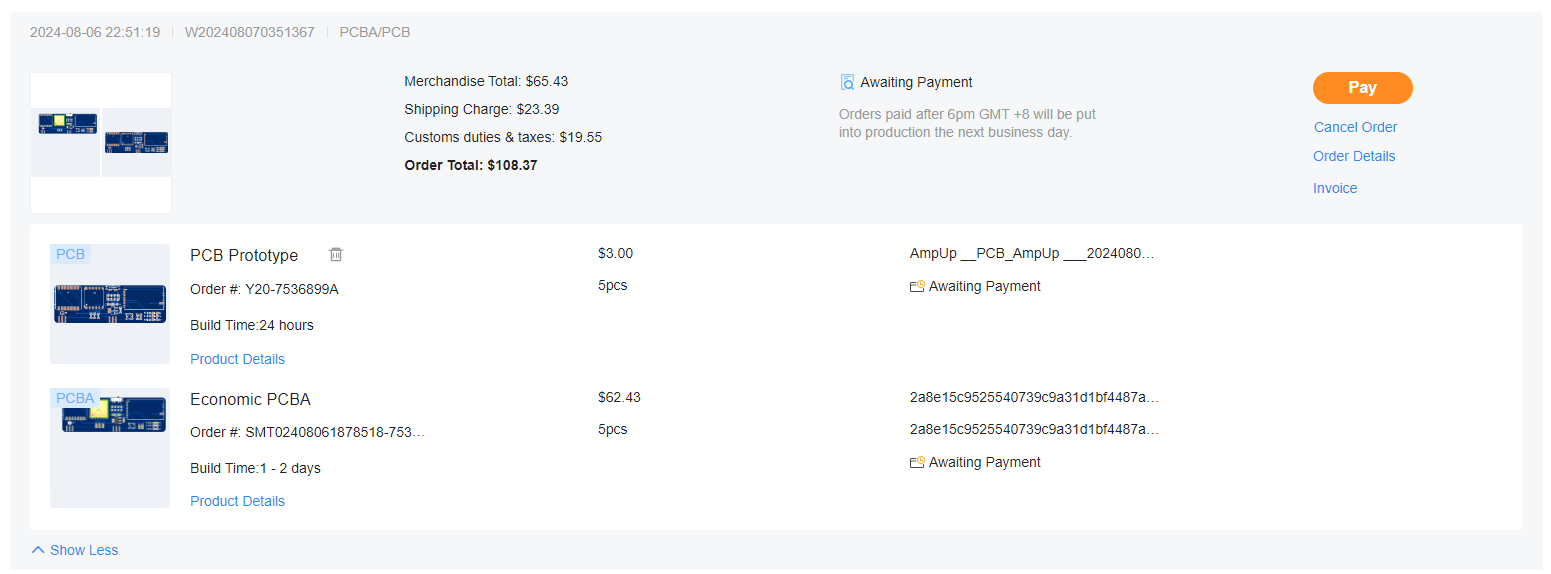 2024-08-06 22:51:19 W202408070351367 PCBA/PCB
Merchandise Total: $65.43
Shipping Charge: $23.39
Customs duties & taxes: $19.55
Order Total: $108.37
Awaiting Payment
Orders paid after 6pm GMT +8 will be put
into production the next business day.
Pay
Cancel Order
Order Details
Invoice
PCB
PCB Prototype
Order #: Y20-7536899A
Build Time:24 hours
Product Details
$3.00
5pcs
AmpUp __PCB_AmpUp ___2024080...
Awaiting Payment
PCBA
Economic PCBA
Order #: SMT02408061878518-753...
Build Time:1 - 2 days
Product Details
$62.43
5pcs
2a8e15c9525540739c9a31d1bf4487a...
2a8e15c9525540739c9a31d1bf4487a...
Awaiting Payment
Show Less